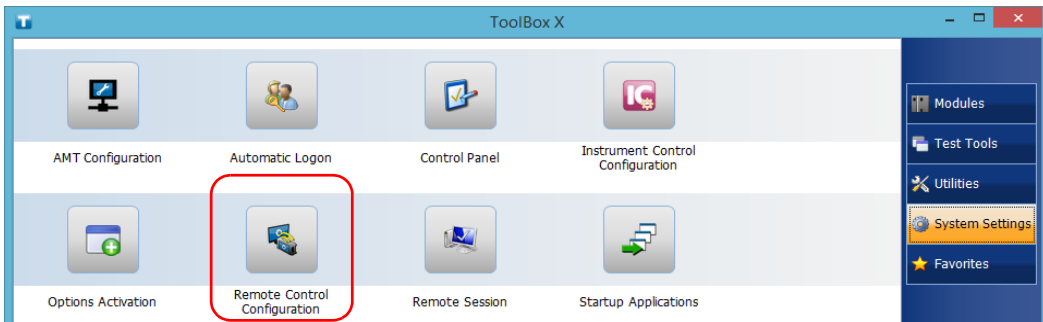 ToolBox X
AMT Configuration
Automatic Logon
Control Panel
Instrument Control
Configuration
Options Activation
Remote Control
Configuration
Remote Session
Startup Applications
Modules
Test Tools
Utilities
System Settings
Favorites